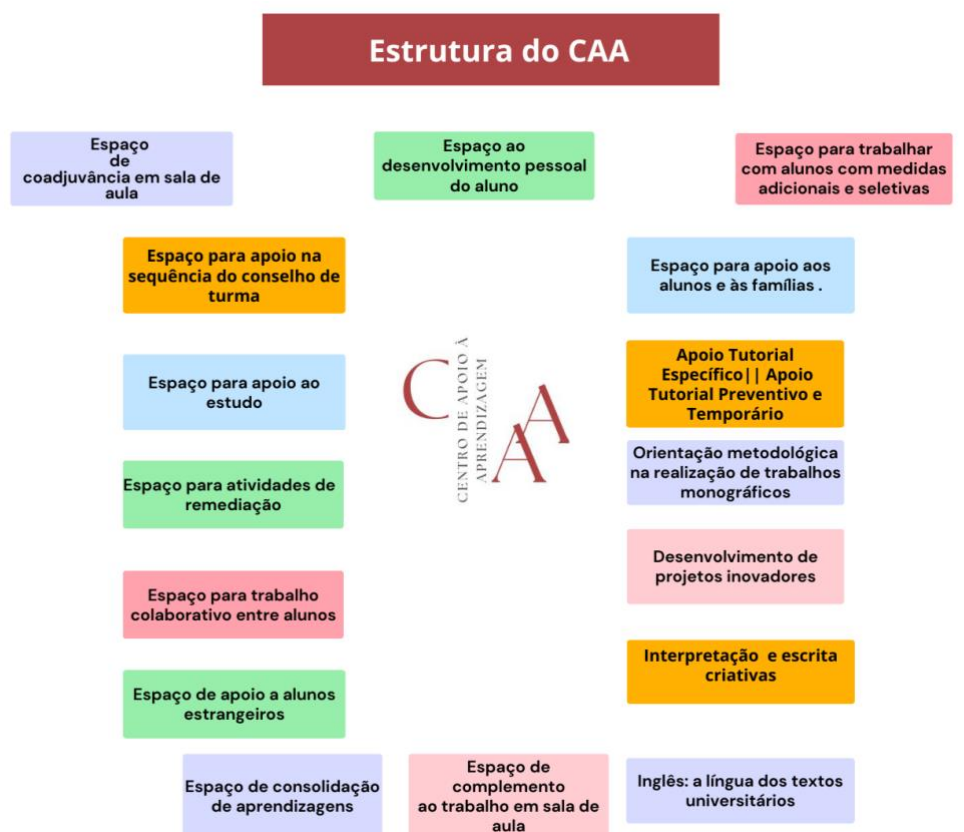 Estrutura do CAA
Espaço
de
coadjuvância em sala de
aula
Espaço ao
desenvolvimento pessoal
do aluno
Espaço para trabalhar
com alunos com medidas
adicionais e seletivas
Espaço para apoio na
sequência do conselho de
turma
Espaço para apoio aos
alunos e às famílias .
Espaço para apoio ao
estudo
CAA
CENTRO DE APOIO À
APRENDIZAGEM
Apoio Tutorial
Específico|| Apoio
Tutorial Preventivo e
Temporário
Orientação metodológica
na realização de trabalhos
monográficos
Espaço para atividades de
remediação
Desenvolvimento de
projetos inovadores
Espaço para trabalho
colaborativo entre alunos
Interpretação e escrita
criativas
Espaço de apoio a alunos
estrangeiros
Espaço de consolidação
de aprendizagens
Espaço de
complemento
ao trabalho em sala de
aula
Inglês: a língua dos textos
universitários